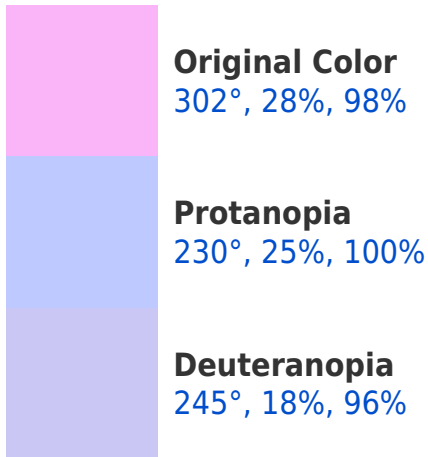 Original Color
302°, 28%, 98%
Protanopia
230°, 25%, 100%
Deuteranopia
245°, 18%, 96%